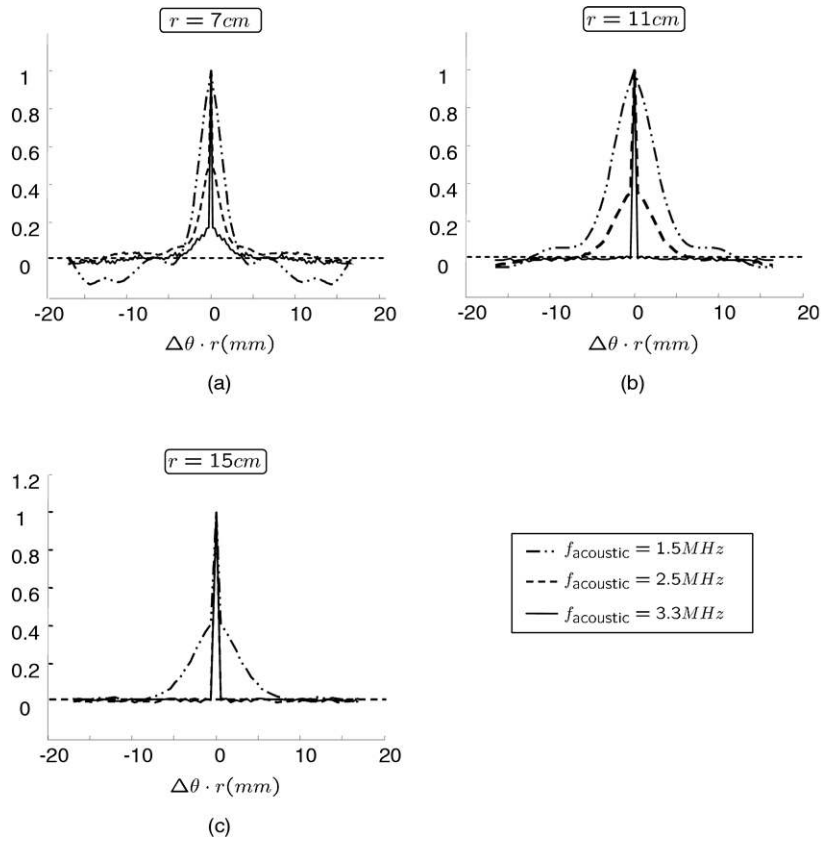 r = 7cm
1
0.8
0.6
0.4
0.2
0
-20
-10
0
10
20
Δθ · r(mm)
(a)
r = 11cm
1
0.8
0.6
0.4
0.2
0
-20
-10
0
10
20
Δθ · r(mm)
(b)
r = 15cm
1.2
1
0.8
0.6
0.4
0.2
0
-20
-10
0
10
20
Δθ · r(mm)
(c)
f_acoustic = 1.5MHz
f_acoustic = 2.5MHz
f_acoustic = 3.3MHz